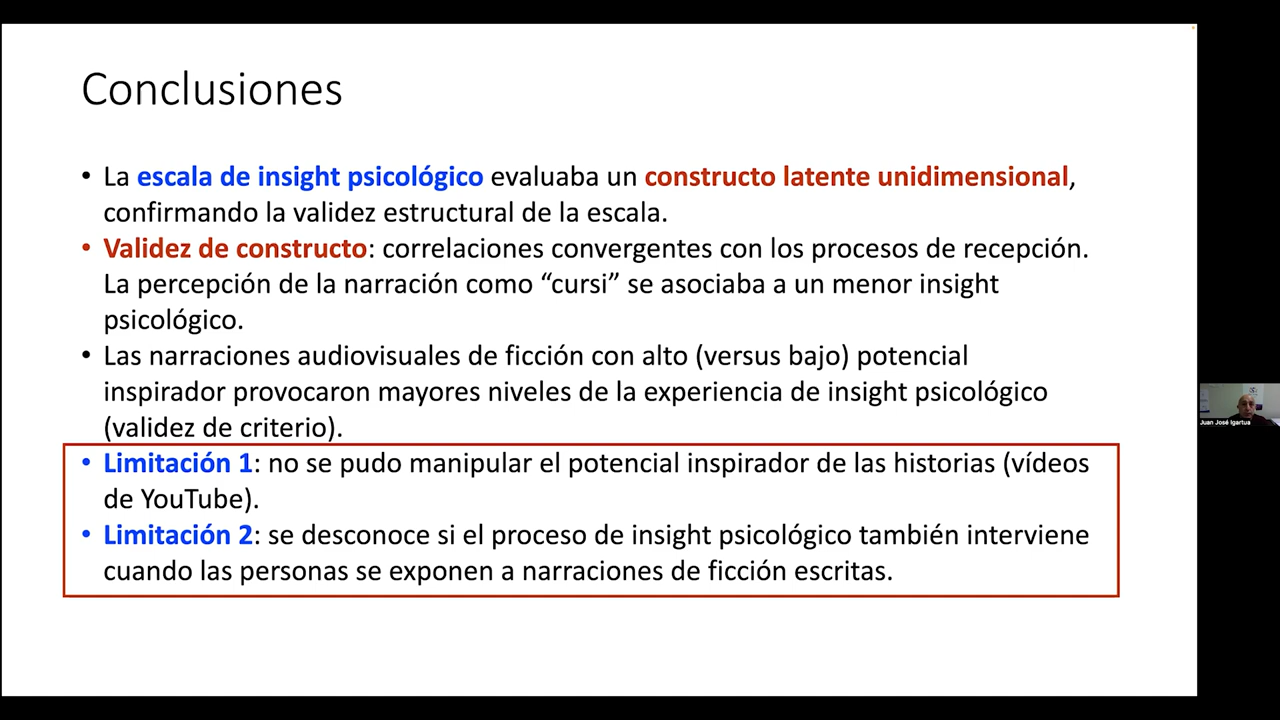 Conclusiones
• La escala de insight psicológico evaluaba un constructo latente unidimensional,
confirmando la validez estructural de la escala.
• Validez de constructo: correlaciones convergentes con los procesos de recepción.
La percepción de la narración como “cursi” se asociaba a un menor insight
psicológico.
• Las narraciones audiovisuales de ficción con alto (versus bajo) potencial
inspirador provocaron mayores niveles de la experiencia de insight psicológico
(validez de criterio).
• Limitación 1: no se pudo manipular el potencial inspirador de las historias (vídeos
de YouTube).
• Limitación 2: se desconoce si el proceso de insight psicológico también interviene
cuando las personas se exponen a narraciones de ficción escritas.
Juan José Igartua